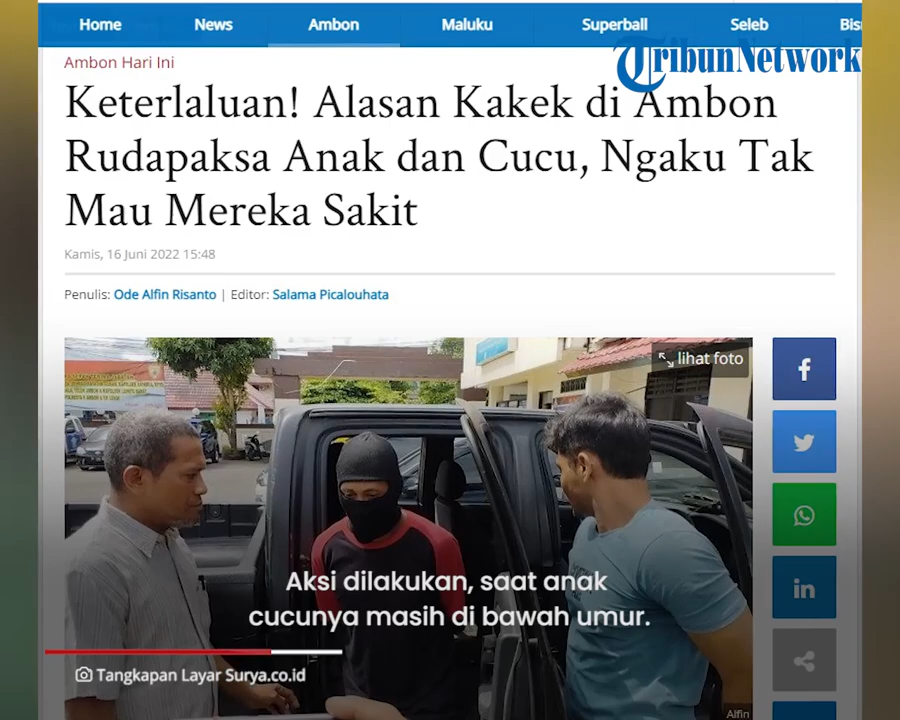 Home News Ambon Maluku Superball Seleb
TribunNetwork
Ambon Hari Ini
Keterlaluan! Alasan Kakek di Ambon
Rudapaksa Anak dan Cucu, Ngaku Tak
Mau Mereka Sakit
Kamis, 16 Juni 2022 15:48
Penulis: Ode Alfin Risanto | Editor: Salama Picalouhata
lihat foto
Aksi dilakukan, saat anak
cucunya masih di bawah umur.
Tangkapan Layar Surya.co.id
Alfin